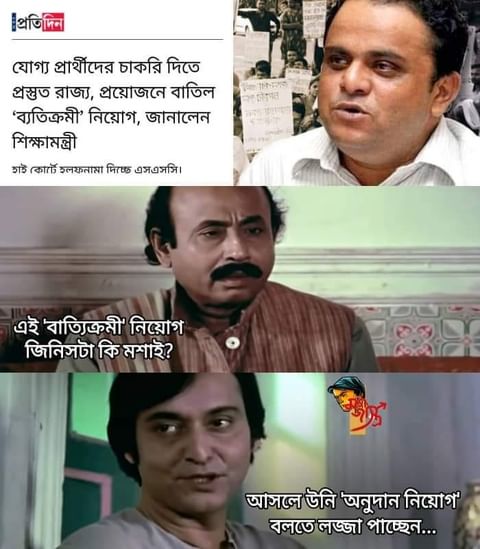 প্রতিদিন
যোগ্য প্রার্থীদের চাকরি দিতে
প্রস্তুত রাজ্য, প্রয়োজনে বাতিল
‘ব্যতিক্রমী’ নিয়োগ, জানালেন
শিক্ষামন্ত্রী
হাই কোর্টে হলফনামা দিচ্ছে এসএসসি।
এই 'বাত্যিক্রমী' নিয়োগ
জিনিসটা কি মশাই?
আসলে উনি 'অনুদান নিয়োগ'
বলতে লজ্জা পাচ্ছেন...